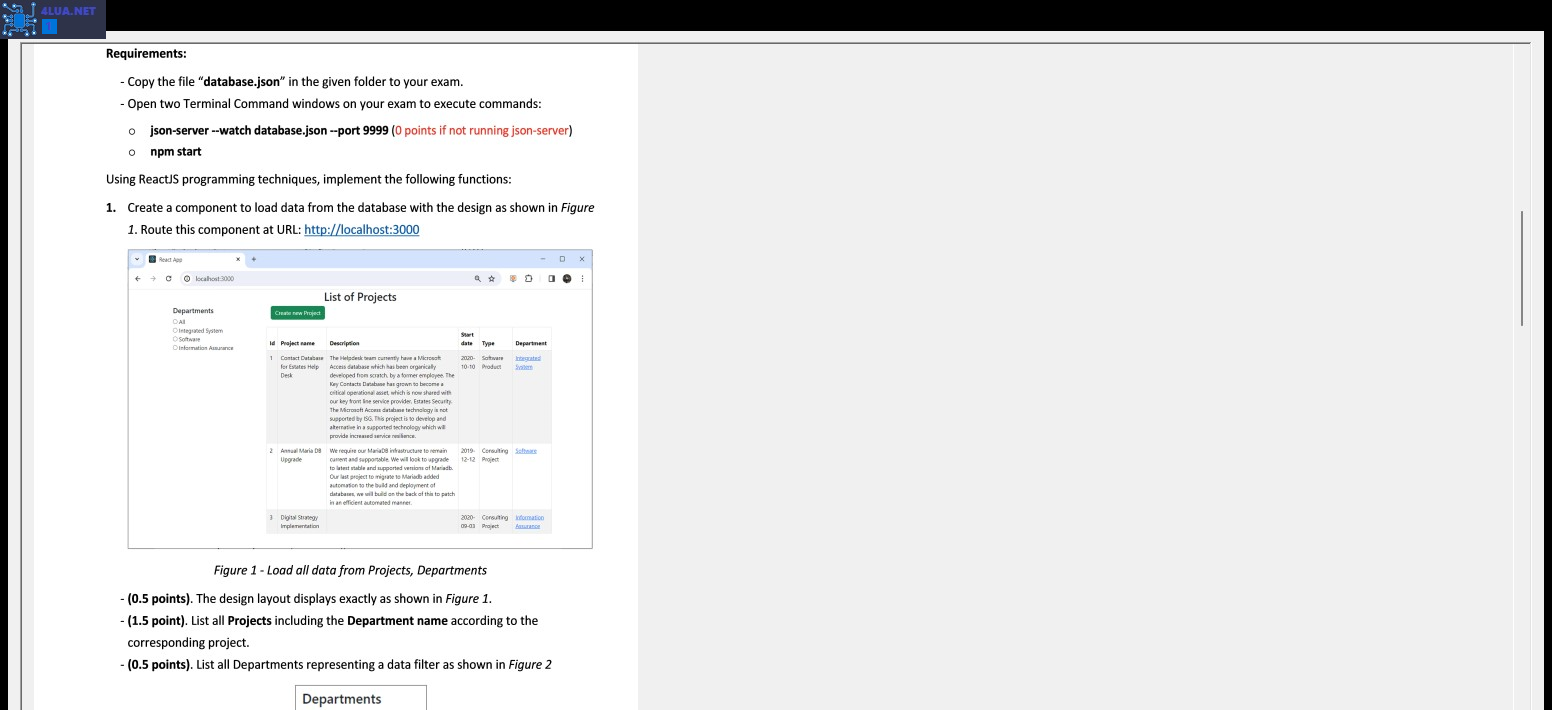 4LUA.NET
Requirements:
- Copy the file “database.json” in the given folder to your exam.
- Open two Terminal Command windows on your exam to execute commands:
o json-server --watch database.json --port 9999 (0 points if not running json-server)
o npm start
Using ReactJS programming techniques, implement the following functions:
1. Create a component to load data from the database with the design as shown in Figure
1. Route this component at URL: http://localhost:3000
React App
localhost:3000
List of Projects
Departments
All
Integrated System
Software
Information Assurance
Create new Project
Id Project name Description Start date Type Department
1 Contact Database for Estates Help Desk
The Helpdesk team currently have a Microsoft
Access database which has been organically
developed from scratch, by a former employee. The
Key Contacts Database has grown to become a
critical operational asset, which is now shared with
our key front line service provider, Estates Security.
The Microsoft Access database technology is not
supported by ISG. This project is to develop and
alternative in a supported technology which will
provide increased service resilience.
2020-10-10 Software Product Integrated System
2 Annual Maria DB Upgrade
We require our MariaDB infrastructure to remain
current and supportable. We will look to upgrade
to latest stable and supported versions of Mariadb.
Our last project to migrate to Mariadb added
automation to the build and deployment of
databases, we will build on the back of this to patch
in an efficient automated manner.
2019-12-12 Consulting Project Software
3 Digital Strategy Implementation
2020-09-03 Consulting Project Information Assurance
Figure 1 - Load all data from Projects, Departments
- (0.5 points). The design layout displays exactly as shown in Figure 1.
- (1.5 point). List all Projects including the Department name according to the
corresponding project.
- (0.5 points). List all Departments representing a data filter as shown in Figure 2
Departments